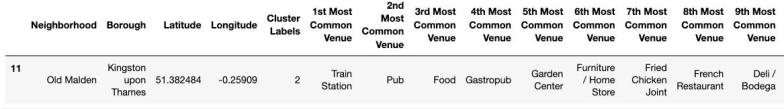 Neighborhood Borough Latitude Longitude Cluster Labels 1st Most Common Venue 2nd Most Common Venue 3rd Most Common Venue 4th Most Common Venue 5th Most Common Venue 6th Most Common Venue 7th Most Common Venue 8th Most Common Venue 9th Most Common Venue
11 Old Malden Kingston upon Thames 51.382484 -0.25909 2 Train Station Pub Food Gastropub Garden Center Furniture / Home Store Fried Chicken Joint French Restaurant Deli / Bodega